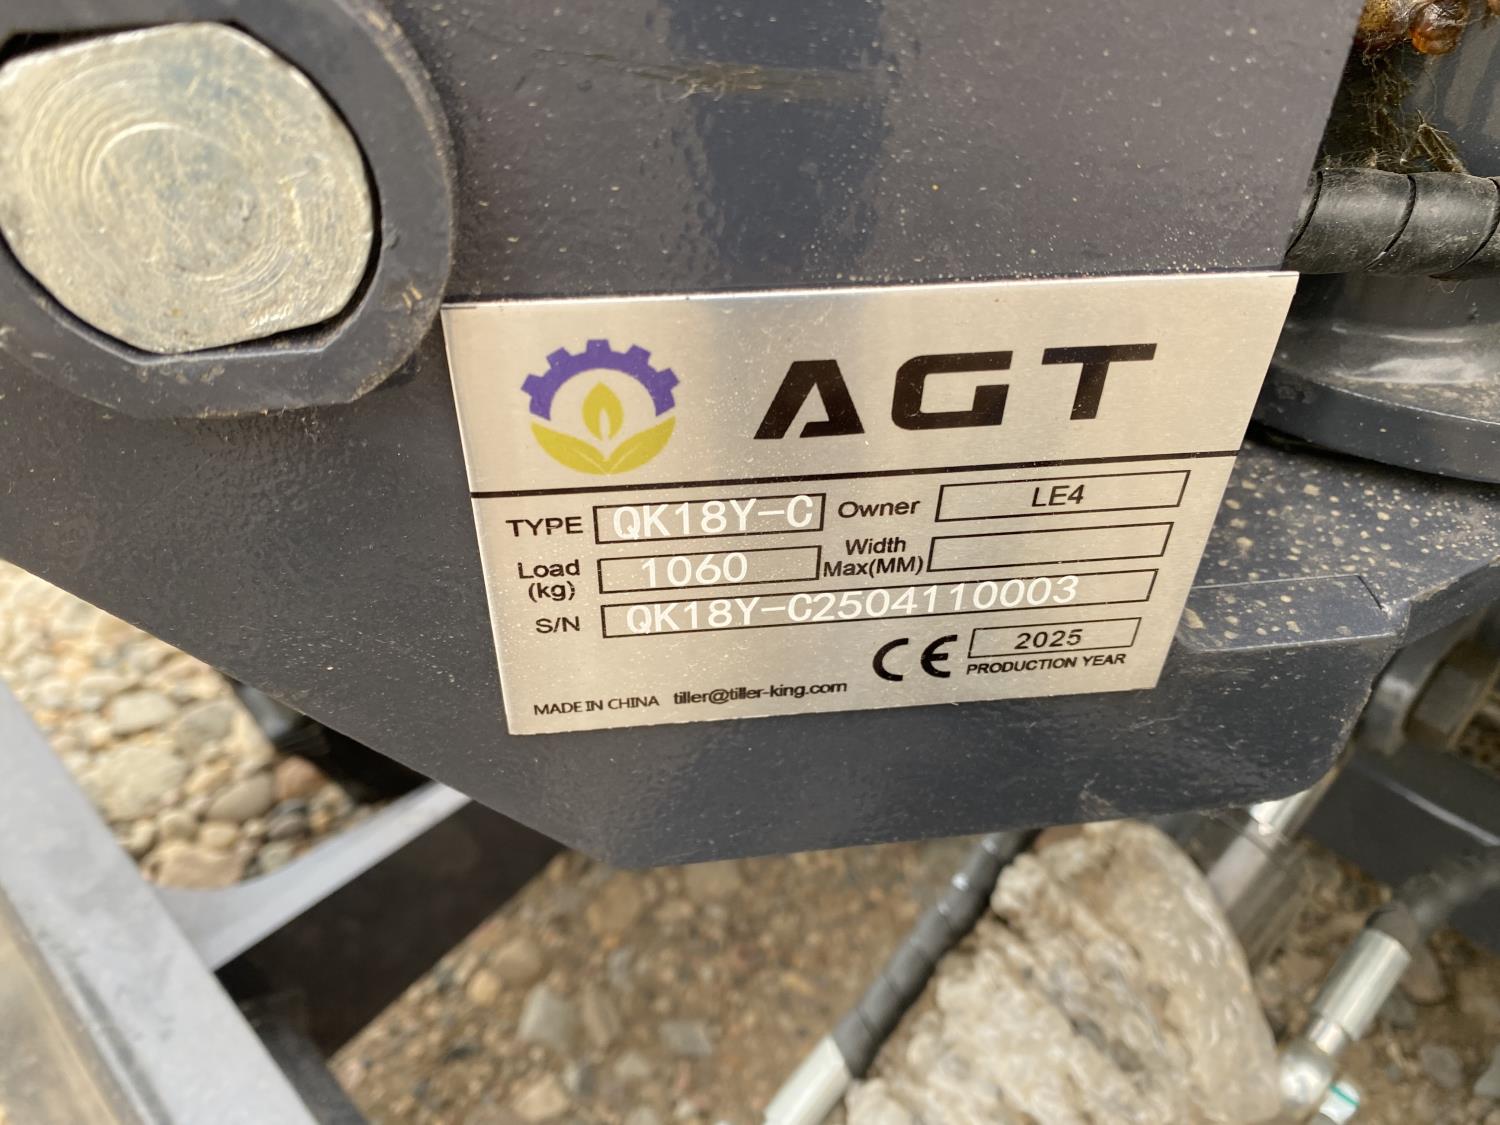 AGT
TYPE QK18Y-C Owner LE4
Load (kg) 1060 Width Max(MM)
S/N QK18Y-C2504110003
CE 2025
PRODUCTION YEAR
MADE IN CHINA tiller@tiller-king.com